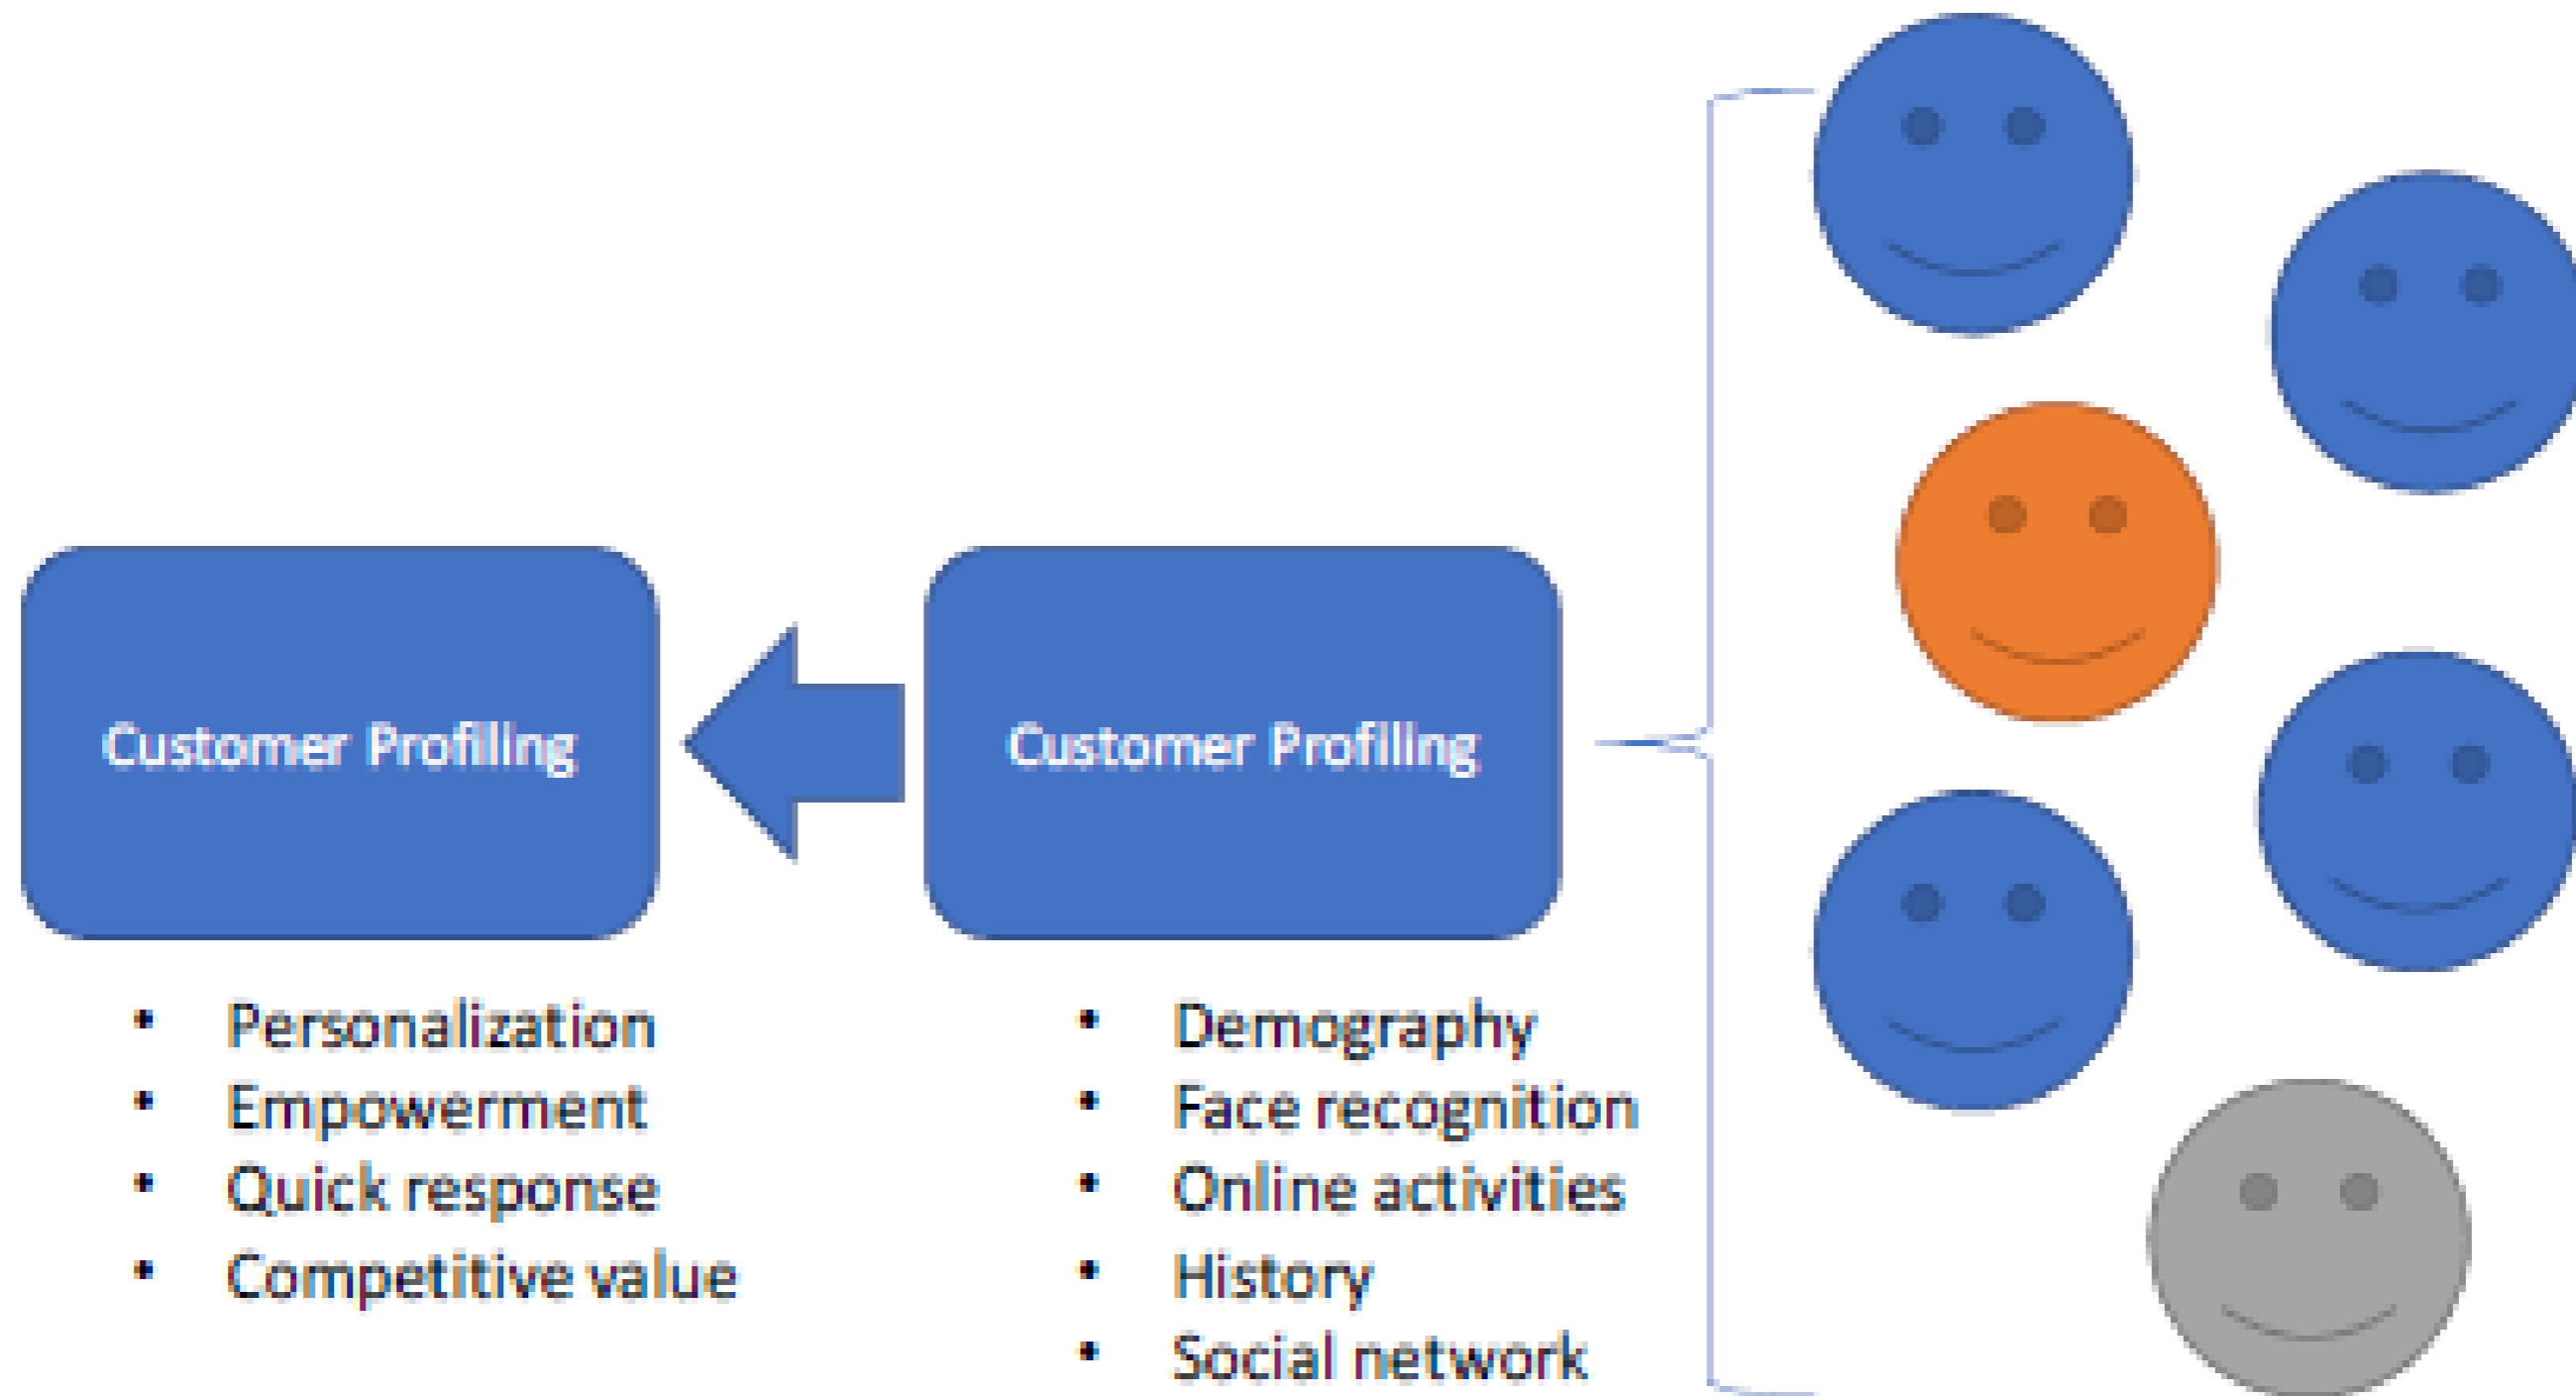 Customer Profiling
• Personalization
• Empowerment
• Quick response
• Competitive value
Customer Profiling
• Demography
• Face recognition
• Online activities
• History
• Social network